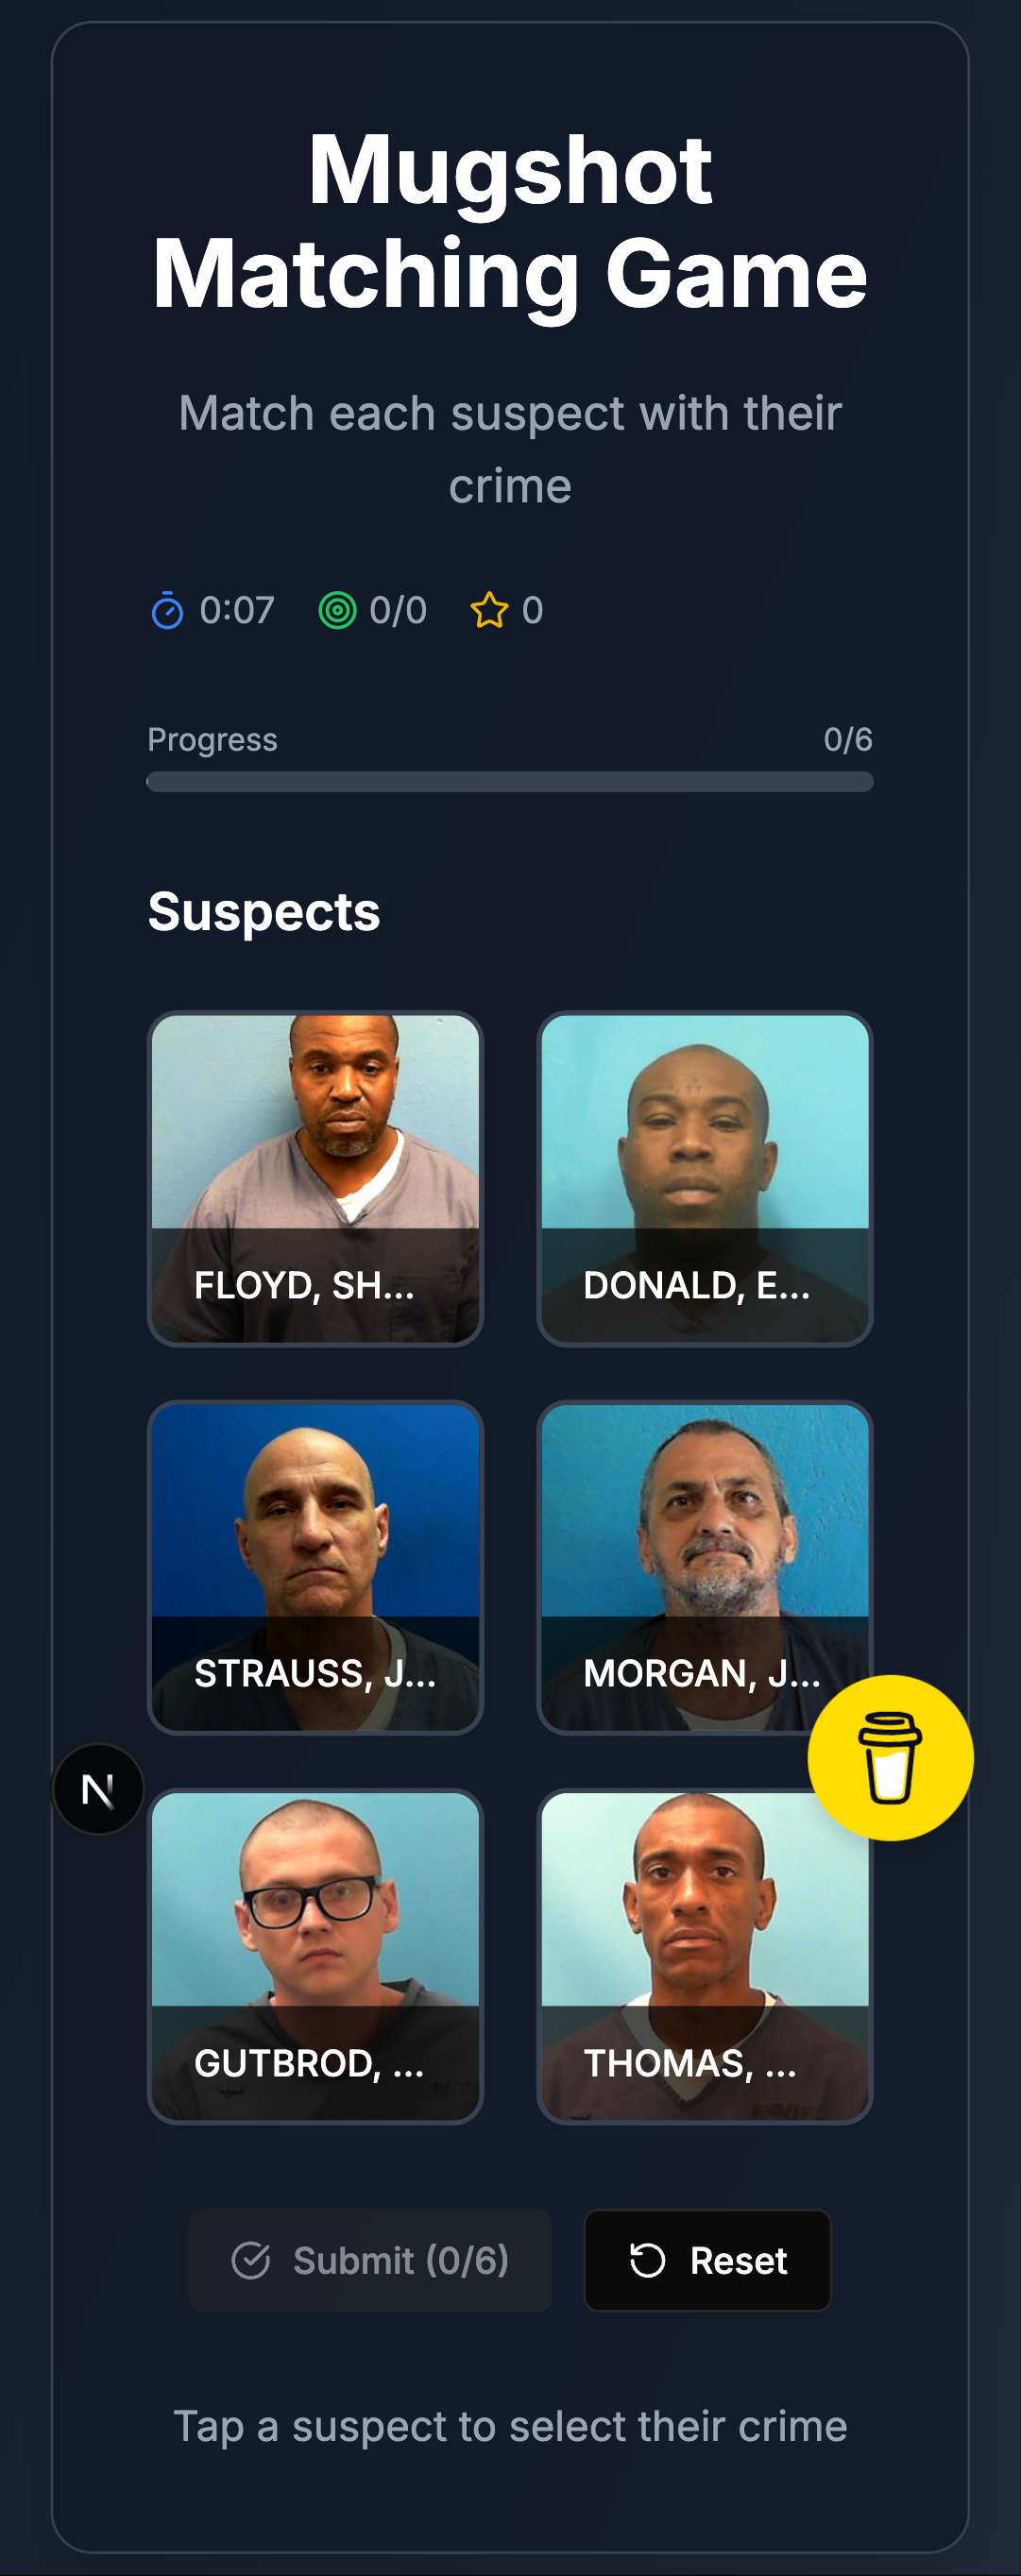 Mugshot
Matching Game
Match each suspect with their
crime
0:07 0/0 0
Progress 0/6
Suspects
FLOYD, SH... DONALD, E...
STRAUSS, J... MORGAN, J...
N
GUTBROD, ... THOMAS, ...
Submit (0/6) Reset
Tap a suspect to select their crime